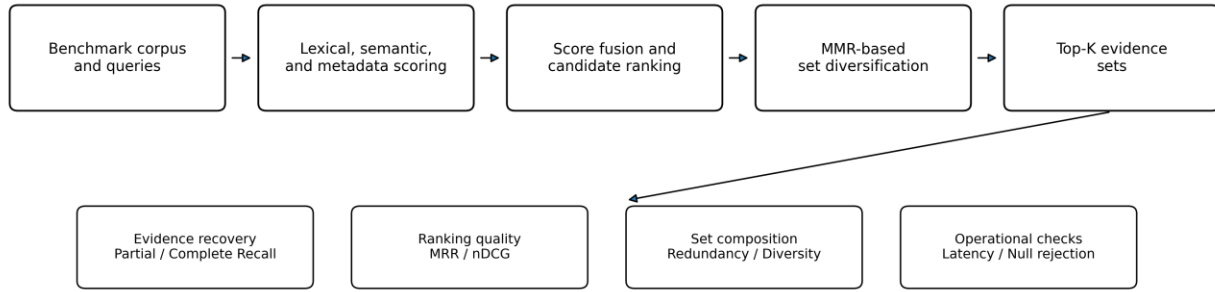 Benchmark corpus
and queries
Lexical, semantic,
and metadata scoring
Score fusion and
candidate ranking
MMR-based
set diversification
Top-K evidence
sets
Evidence recovery
Partial / Complete Recall
Ranking quality
MRR / nDCG
Set composition
Redundancy / Diversity
Operational checks
Latency / Null rejection